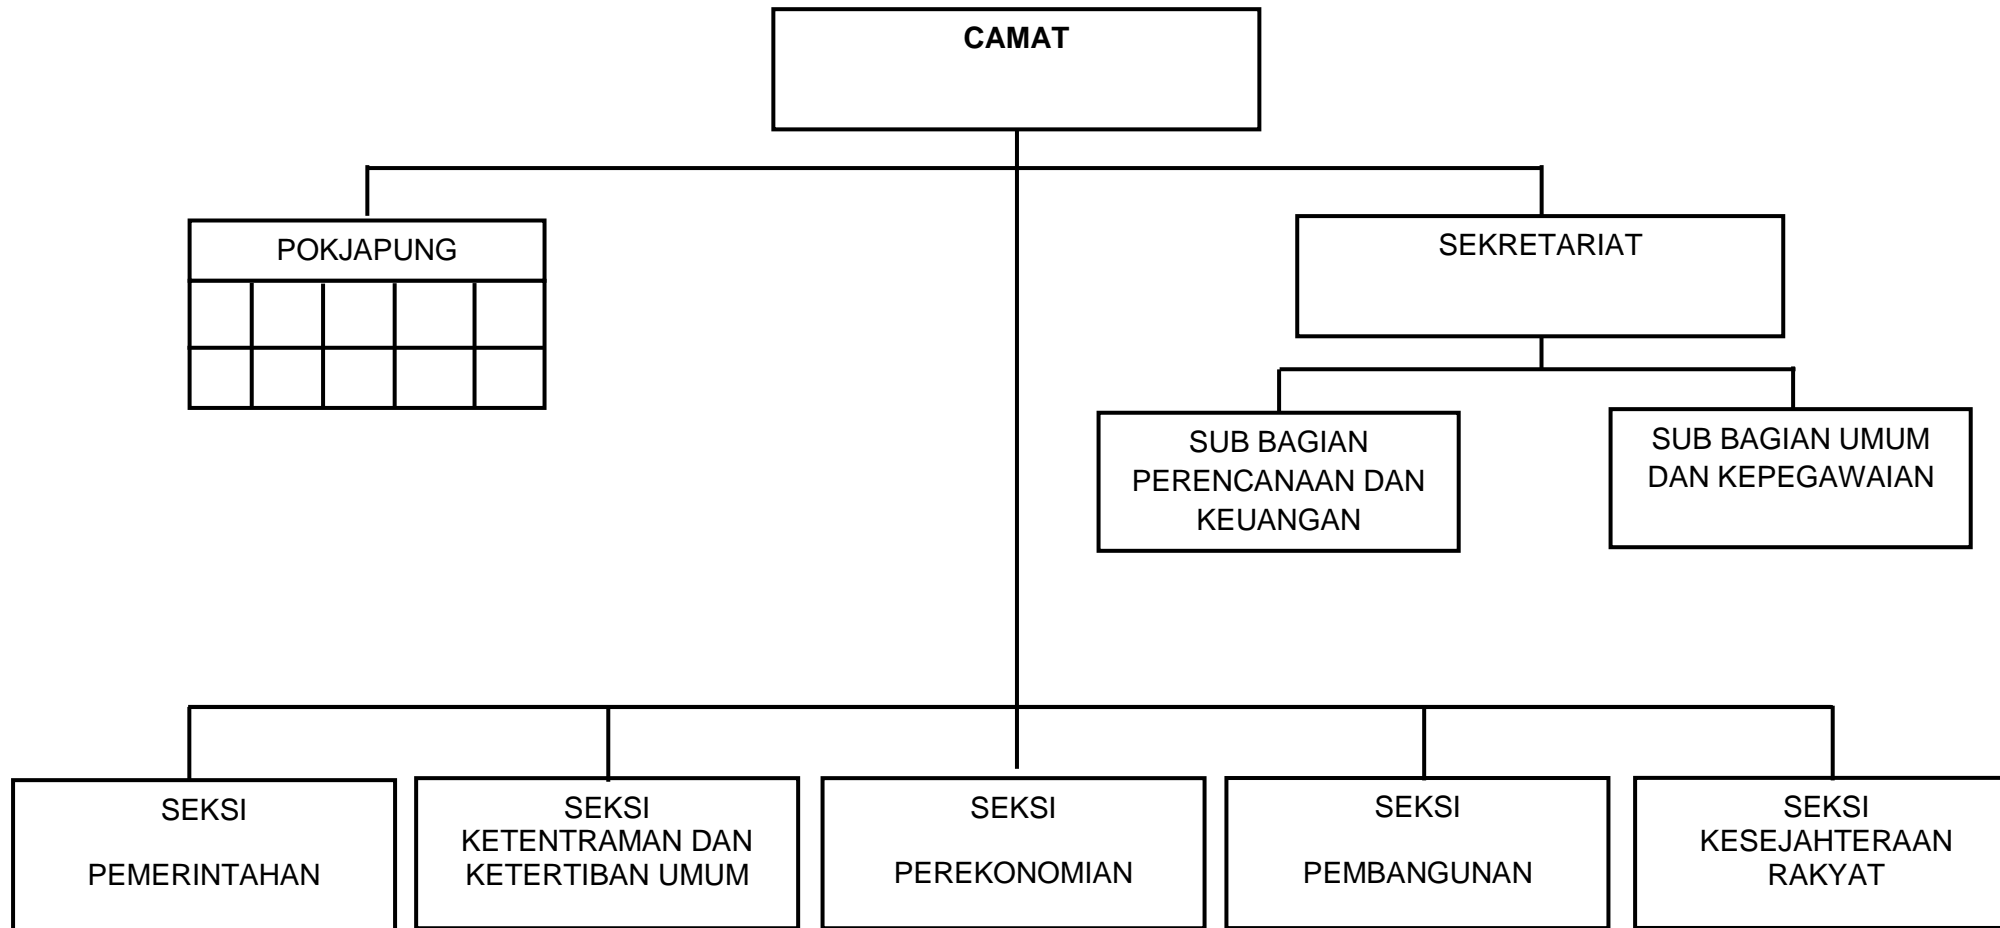 CAMAT
POKJAPUNG
SEKRETARIAT
SUB BAGIAN
PERENCANAAN DAN
KEUANGAN
SUB BAGIAN UMUM
DAN KEPEGAWAIAN
SEKSI
PEMERINTAHAN
SEKSI
KETENTRAMAN DAN
KETERTIBAN UMUM
SEKSI
PEREKONOMIAN
SEKSI
PEMBANGUNAN
SEKSI
KESEJAHTERAAN
RAKYAT